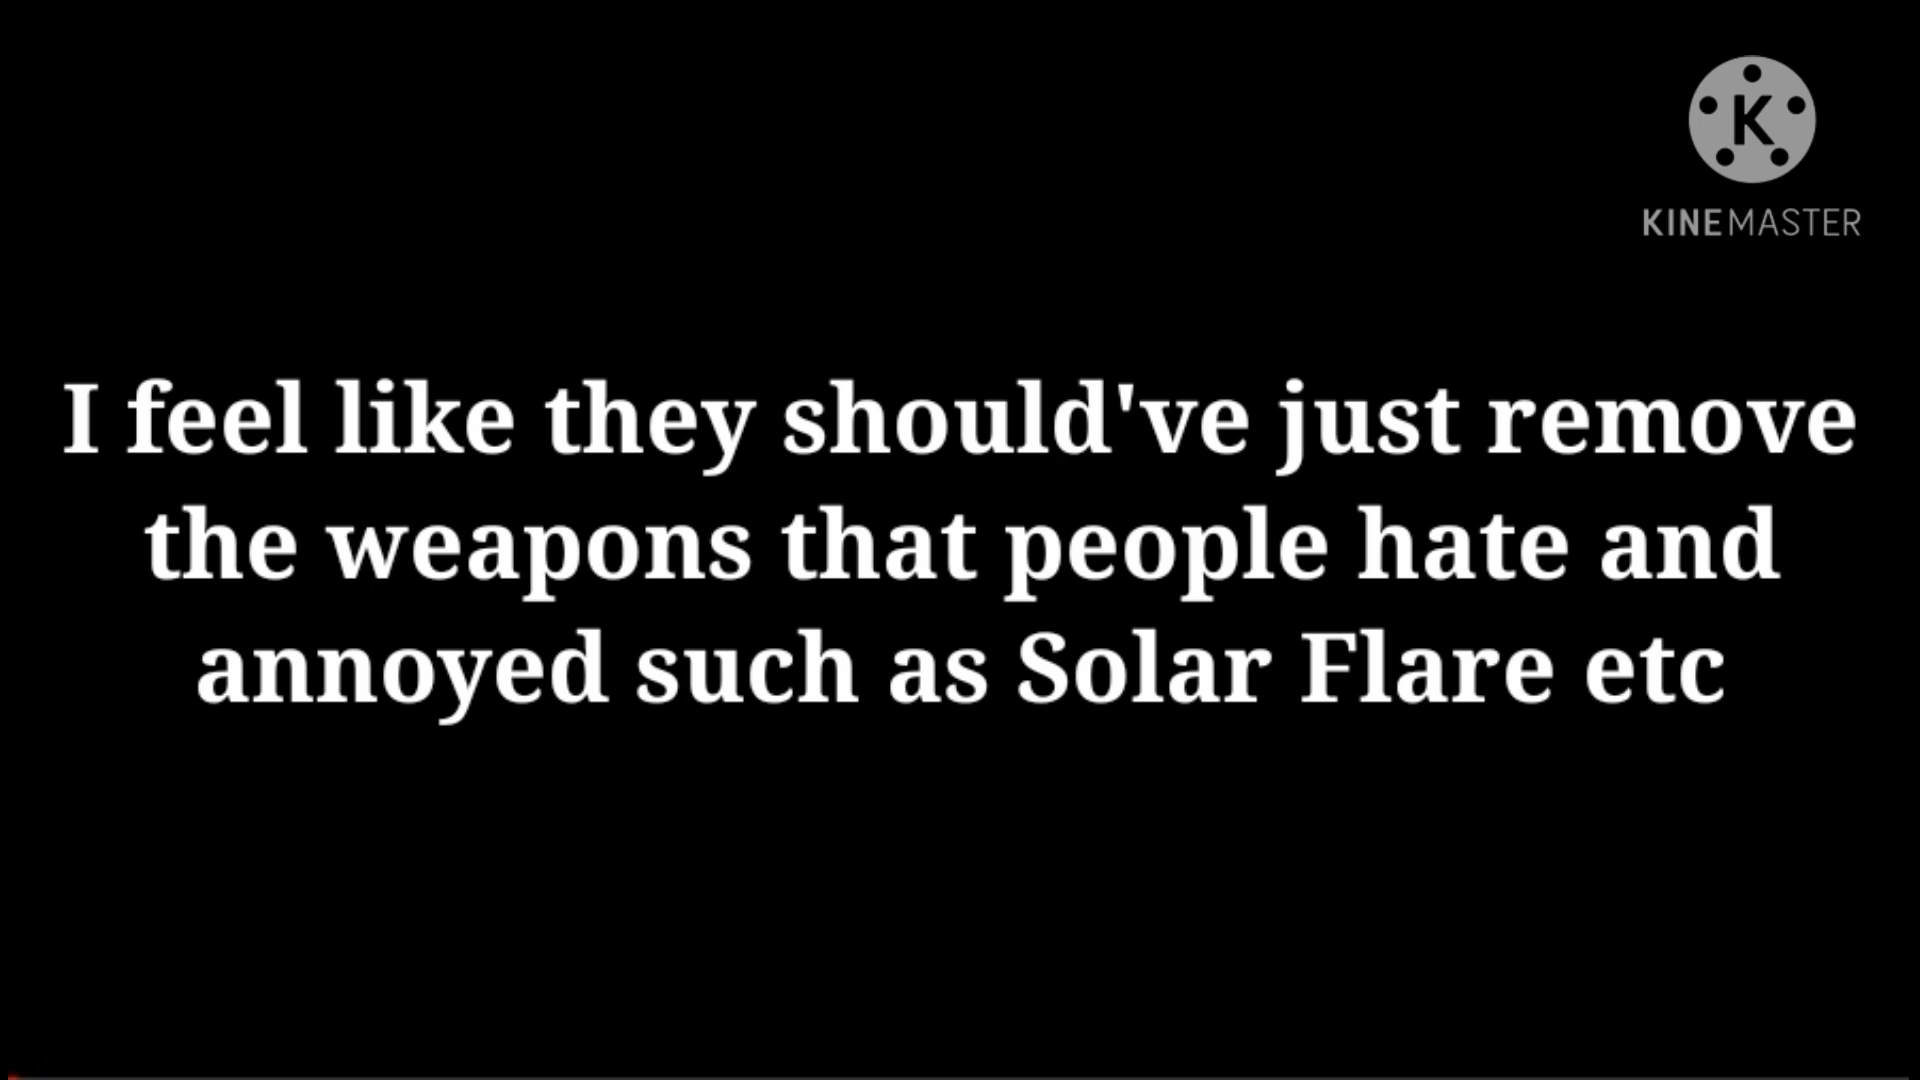 K
KINEMASTER
I feel like they should've just remove
the weapons that people hate and
annoyed such as Solar Flare etc